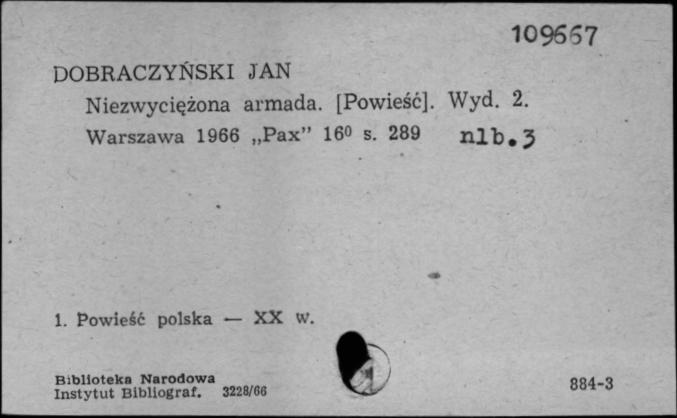 109667
DOBRACZYŃSKI JAN
Niezwyciężona armada. [Powieść]. Wyd. 2.
Warszawa 1966 „Pax” 16⁰ s. 289 nlb.3
1. Powieść polska — XX w.
Biblioteka Narodowa
Instytut Bibliograf. 3228/66
884-3